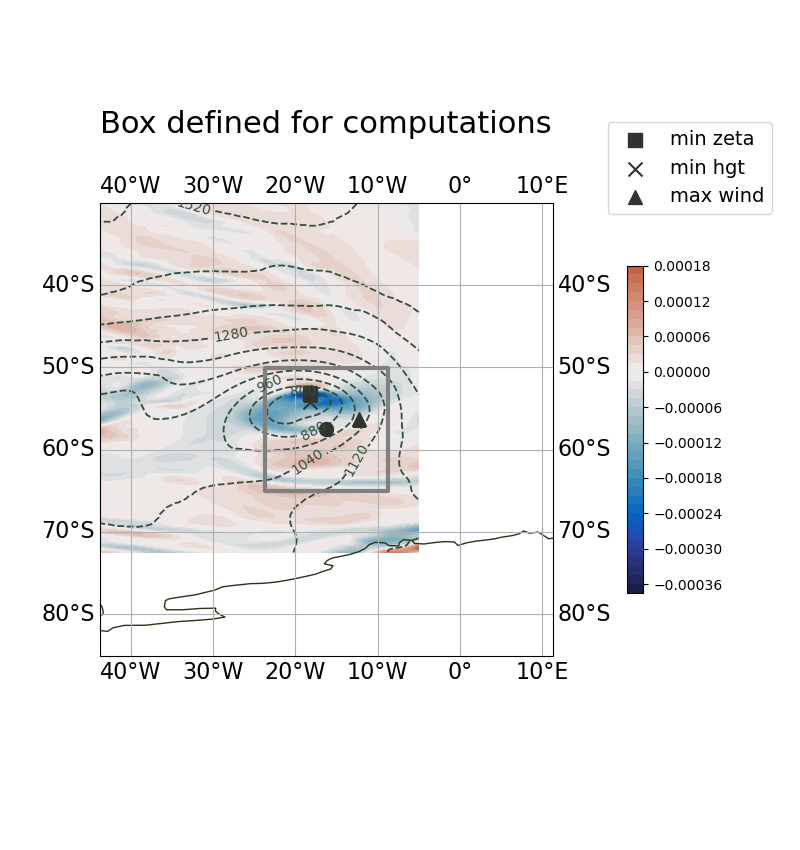 Box defined for computations
min zeta
min hgt
max wind
40°W 30°W 20°W 10°W 0° 10°E
1320
40°S 40°S
1280
50°S 50°S
960
880
60°S 60°S
1040
1120
70°S 70°S
80°S 80°S
40°W 30°W 20°W 10°W 0° 10°E
0.00018
0.00012
0.00006
0.00000
−0.00006
−0.00012
−0.00018
−0.00024
−0.00030
−0.00036